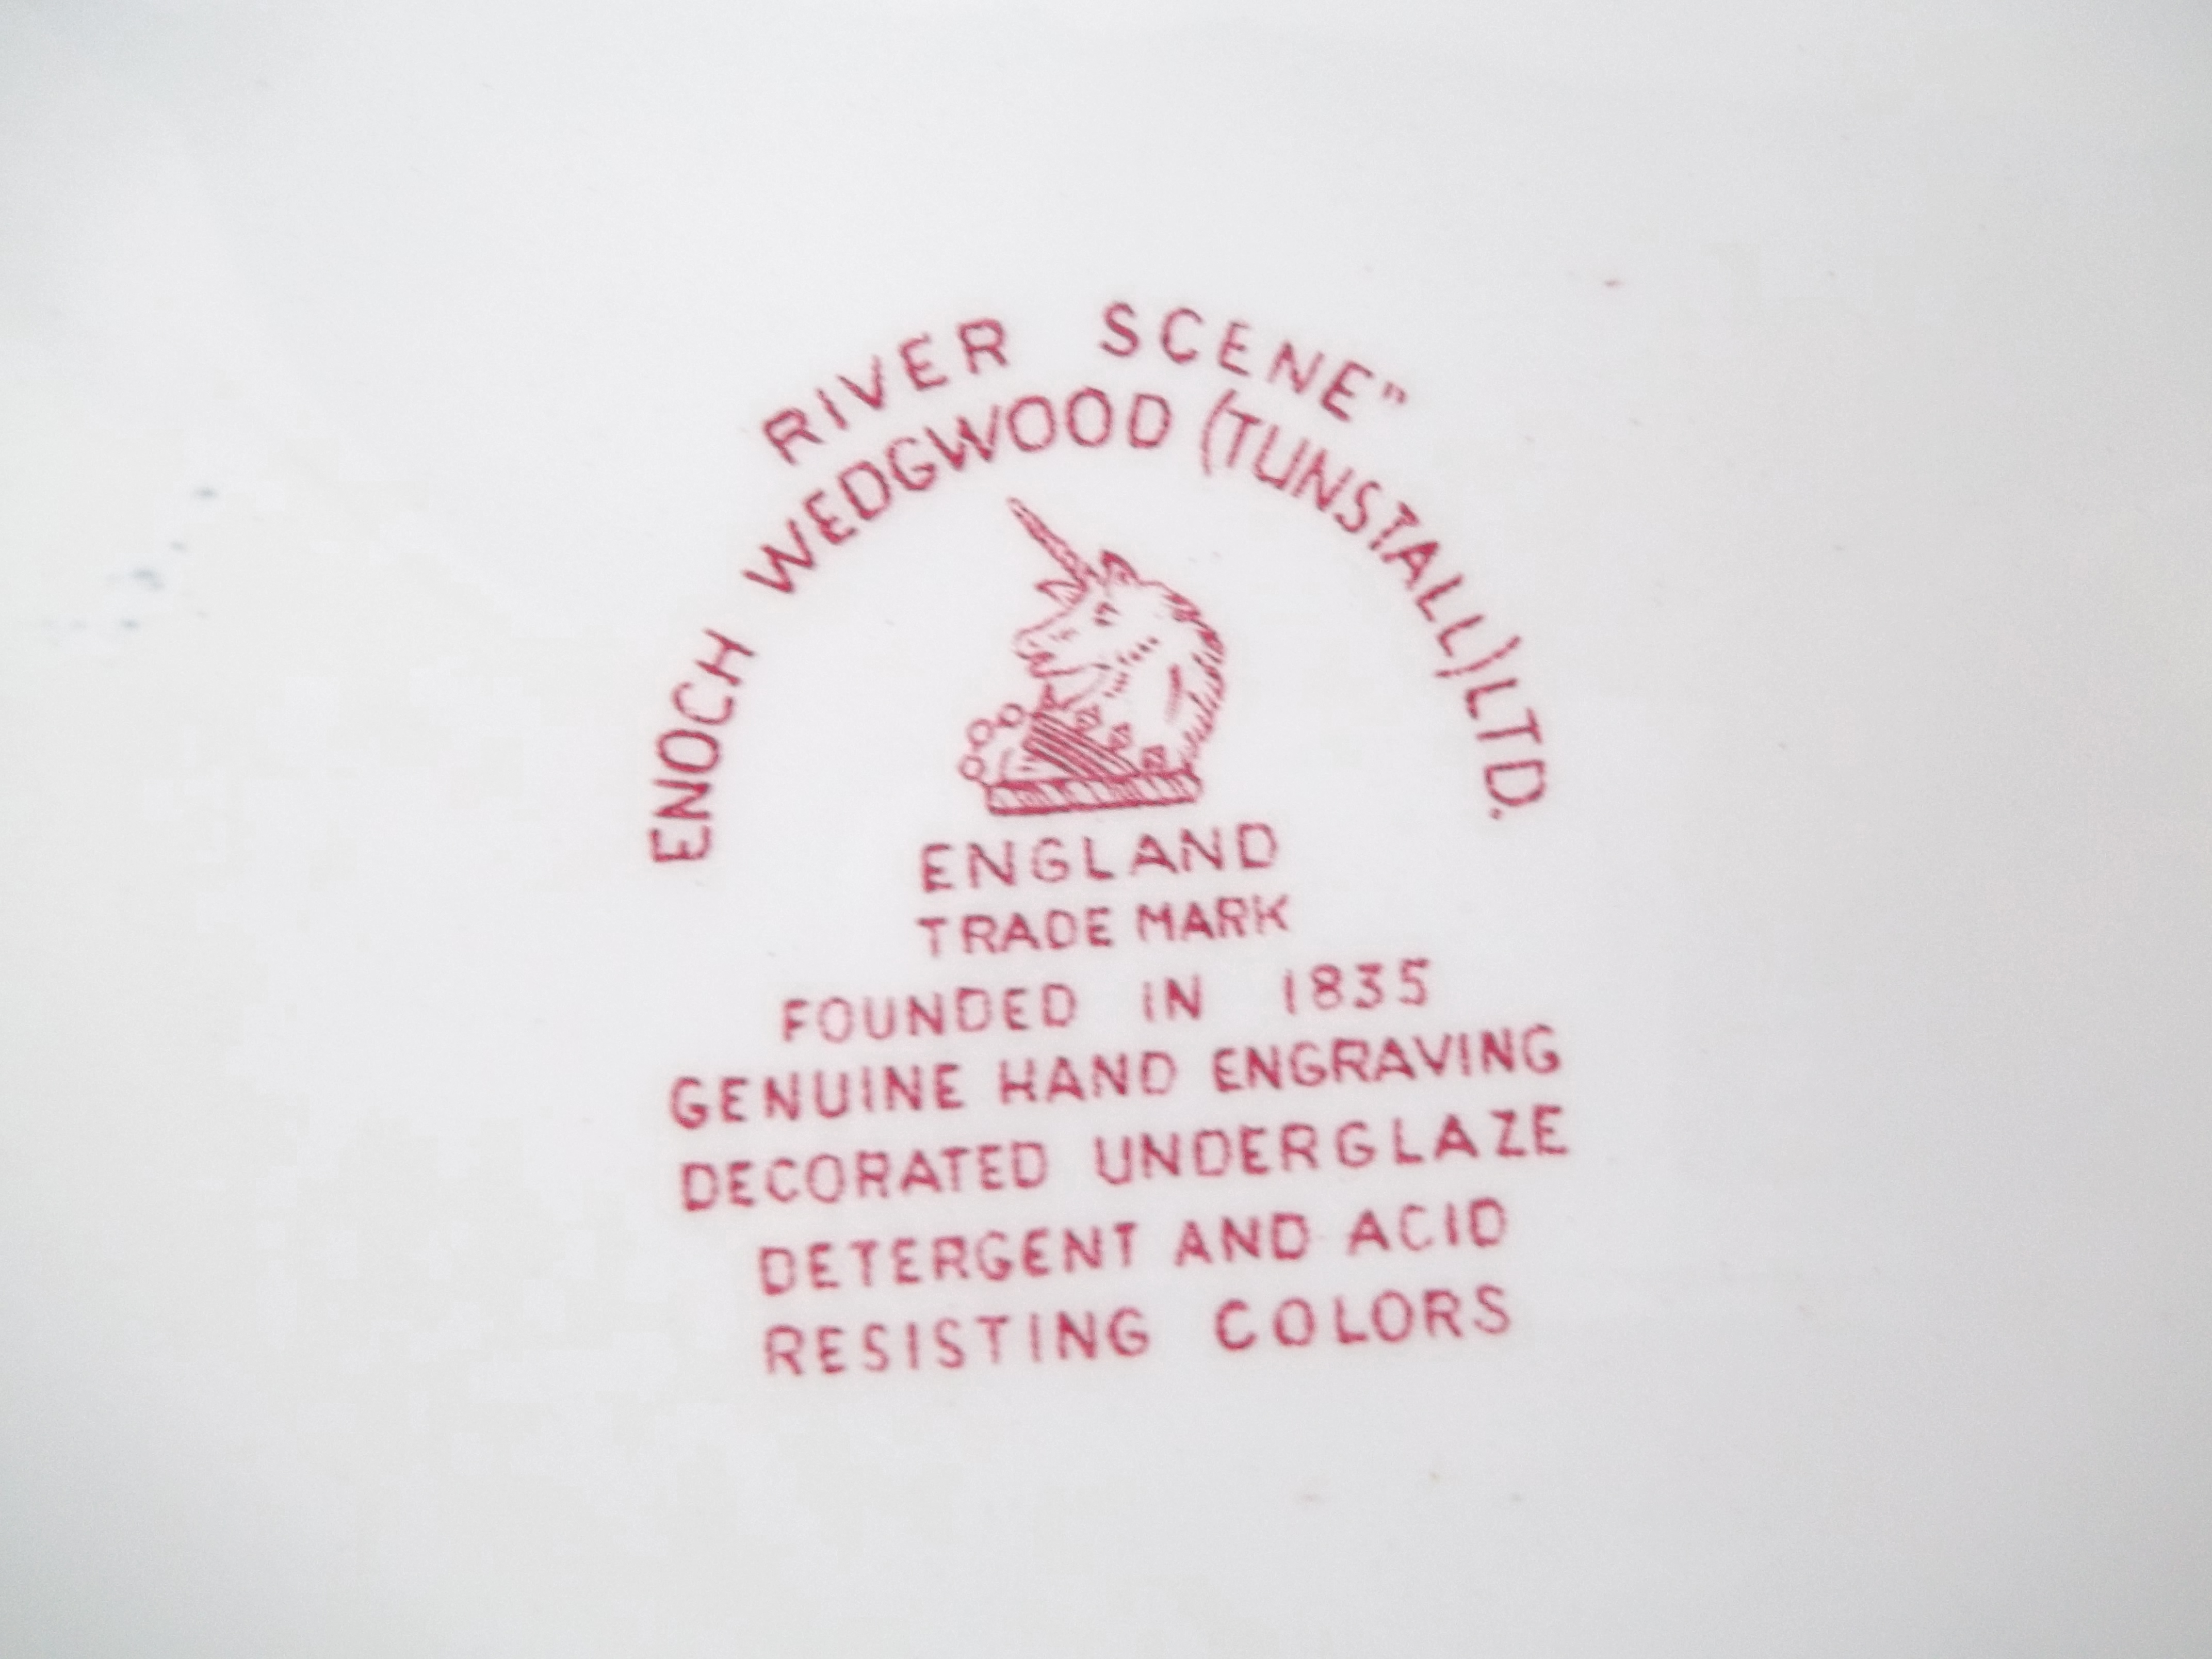 RIVER SCENE"
ENOCH WEDGWOOD (TUNSTALL) LTD.
ENGLAND
TRADE MARK
FOUNDED IN 1835
GENUINE HAND ENGRAVING
DECORATED UNDERGLAZE
DETERGENT AND ACID
RESISTING COLORS